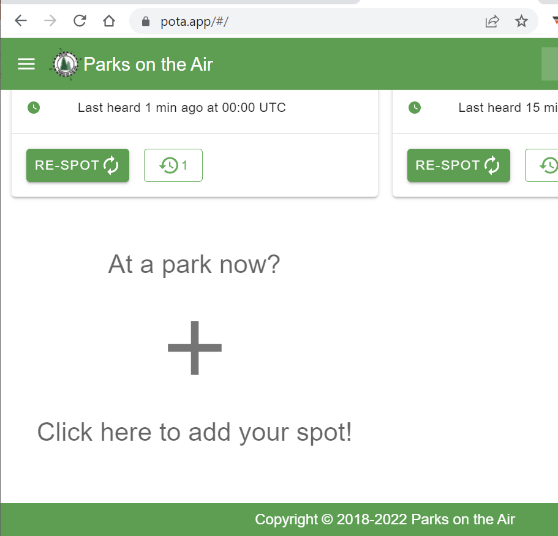 pota.app/#/
Parks on the Air
Last heard 1 min ago at 00:00 UTC
Last heard 15 mi
RE-SPOT
1
RE-SPOT
At a park now?
Click here to add your spot!
Copyright © 2018-2022 Parks on the Air